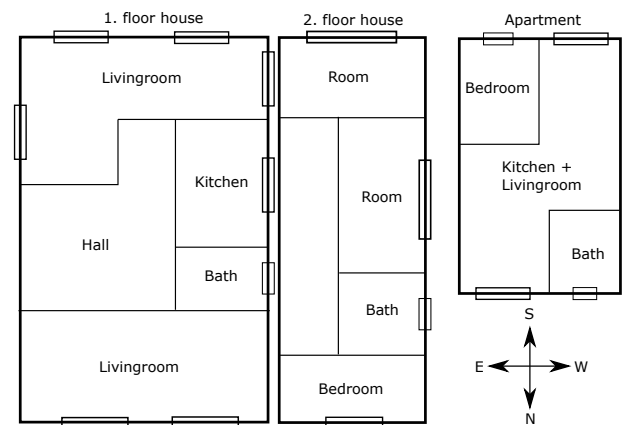 1. floor house
2. floor house
Apartment
Livingroom
Kitchen
Hall
Bath
Livingroom
Room
Room
Bath
Bedroom
Bedroom
Kitchen +
Livingroom
Bath
S
E
W
N